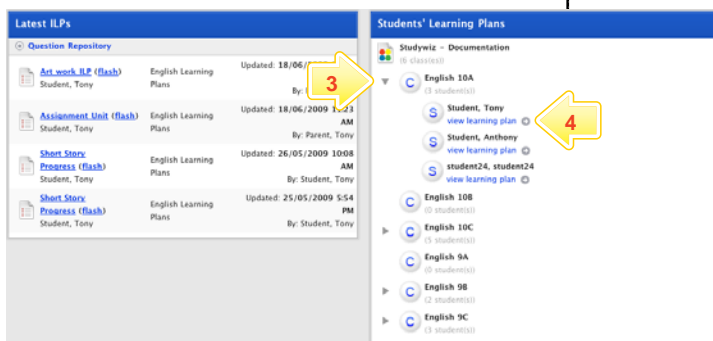 Latest ILPs
Question Repository
Art work ILP (flash)
Student, Tony
English Learning
Plans
Updated: 18/06/
By:
Assignment Unit (flash)
Student, Tony
English Learning
Plans
Updated: 18/06/2009 11:23
AM
By: Parent, Tony
Short Story
Progress (flash)
Student, Tony
English Learning
Plans
Updated: 26/05/2009 10:08
AM
By: Student, Tony
Short Story
Progress (flash)
Student, Tony
English Learning
Plans
Updated: 25/05/2009 5:54
PM
By: Student, Tony
3
Students' Learning Plans
Studywiz - Documentation
(6 class(es))
C English 10A
(3 student(s))
S Student, Tony
view learning plan
4
S Student, Anthony
view learning plan
S student24, student24
view learning plan
C English 10B
(0 student(s))
C English 10C
(5 student(s))
C English 9A
(0 student(s))
C English 9B
(2 student(s))
C English 9C
(3 student(s))